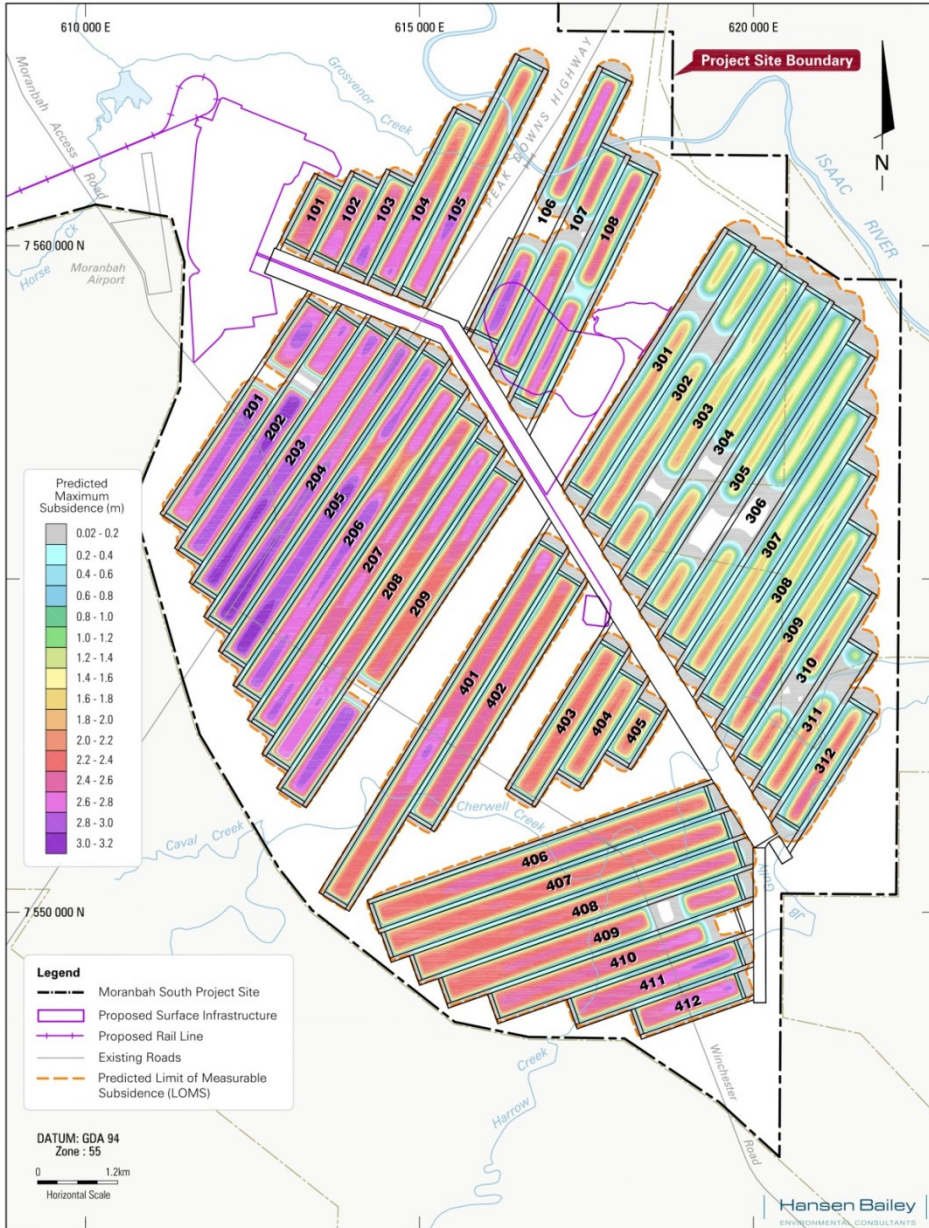 610 000 E
615 000 E
620 000 E
Project Site Boundary
N
Moranbah Access Road
Grosvenor Creek
PEAK DOWNS HIGHWAY
ISAAC RIVER
Horse Ck
Moranbah
Airport
7 560 000 N
101
102
103
104
105
106
107
108
201
202
203
204
205
206
207
208
209
301
302
303
304
305
306
307
308
309
310
311
312
401
402
403
404
405
406
407
408
409
410
411
412
Predicted
Maximum
Subsidence (m)
0.02 - 0.2
0.2 - 0.4
0.4 - 0.6
0.6 - 0.8
0.8 - 1.0
1.0 - 1.2
1.2 - 1.4
1.4 - 1.6
1.6 - 1.8
1.8 - 2.0
2.0 - 2.2
2.2 - 2.4
2.4 - 2.6
2.6 - 2.8
2.8 - 3.0
3.0 - 3.2
Caval Creek
Cherwell Creek
JB Gully
7 550 000 N
Harrow Creek
Winchester Road
Legend
Moranbah South Project Site
Proposed Surface Infrastructure
Proposed Rail Line
Existing Roads
Predicted Limit of Measurable
Subsidence (LOMS)
DATUM: GDA 94
Zone : 55
0 1.2km
Horizontal Scale
Hansen Bailey
ENVIRONMENTAL CONSULTANTS